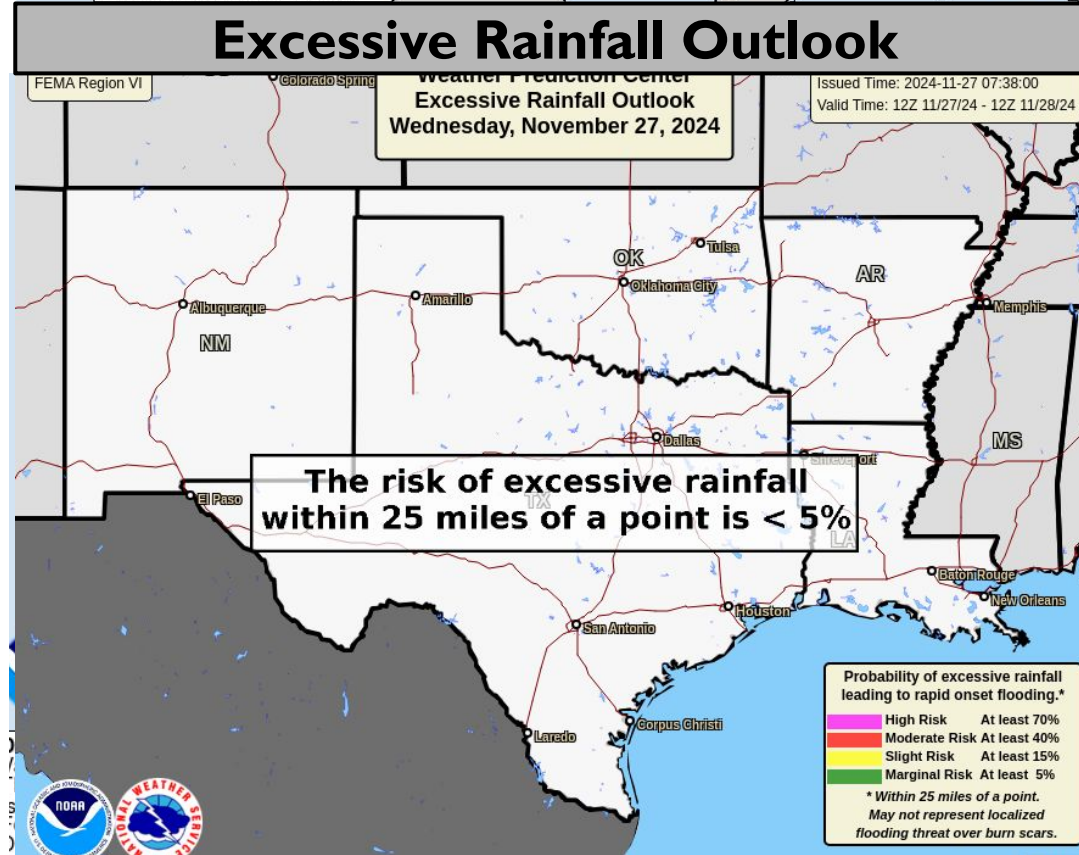 Excessive Rainfall Outlook
FEMA Region VI
Colorado Spring
Weather Prediction Center
Excessive Rainfall Outlook
Wednesday, November 27, 2024
Issued Time: 2024-11-27 07:38:00
Valid Time: 12Z 11/27/24 - 12Z 11/28/24
Tulsa
OK
AR
Oklahoma City
Amarillo
Albuquerque
Memphis
NM
Dallas
MS
Shreveport
The risk of excessive rainfall
within 25 miles of a point is < 5%
El Paso
TX
LA
Baton Rouge
New Orleans
Houston
San Antonio
Corpus Christi
Laredo
Probability of excessive rainfall
leading to rapid onset flooding.*
High Risk At least 70%
Moderate Risk At least 40%
Slight Risk At least 15%
Marginal Risk At least 5%
* Within 25 miles of a point.
May not represent localized
flooding threat over burn scars.
NOAA
NATIONAL WEATHER SERVICE